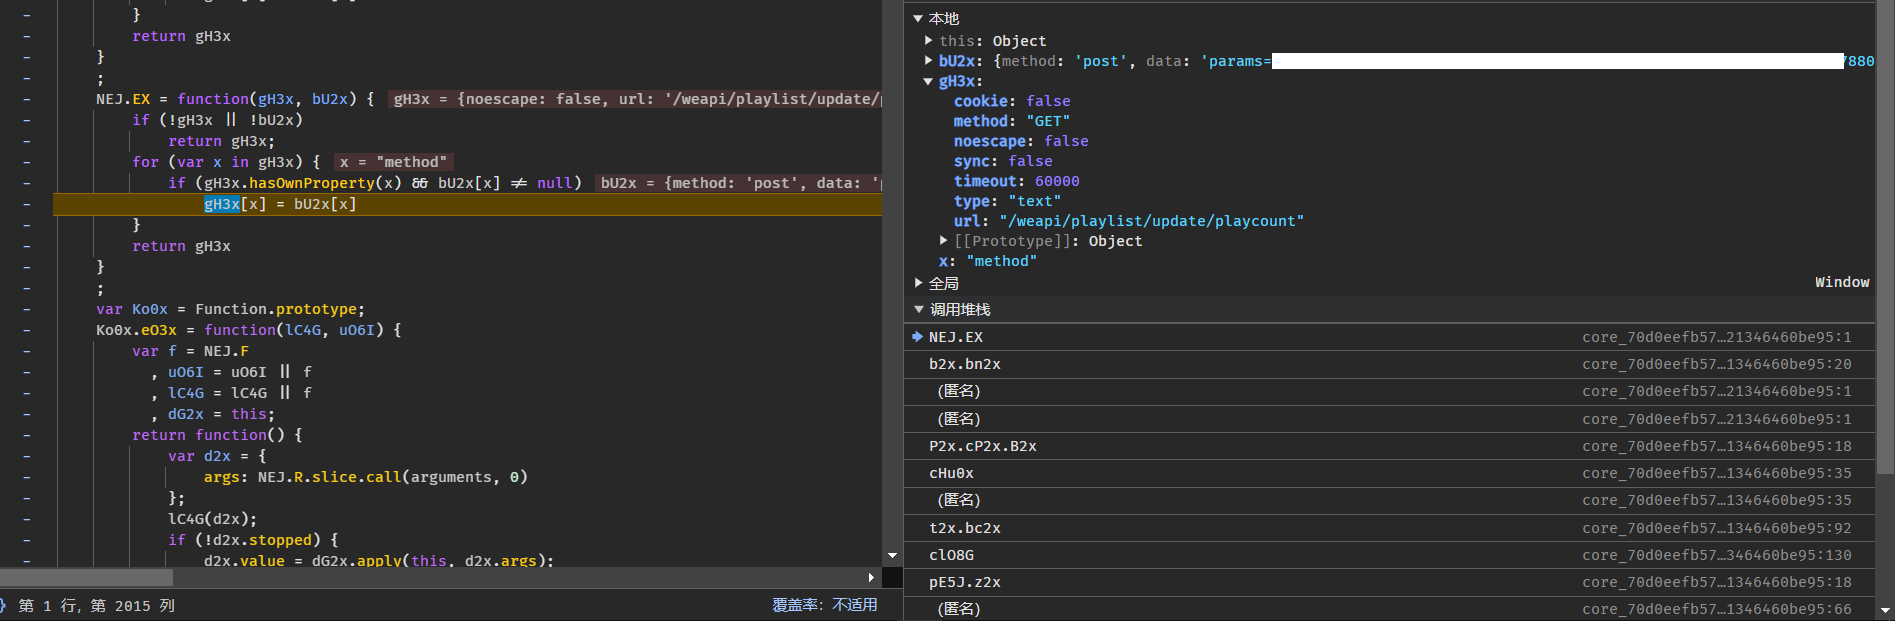 }
return gH3x
}
;
NEJ.EX = function(gH3x, bU2x) { gH3x = {noescape: false, url: '/weapi/playlist/update/
if (!gH3x || !bU2x)
return gH3x;
for (var x in gH3x) { x = "method"
if (gH3x.hasOwnProperty(x) && bU2x[x] != null) bU2x = {method: 'post', data: '
gH3x[x] = bU2x[x]
}
return gH3x
}
;
var Ko0x = Function.prototype;
Ko0x.eO3x = function(lC4G, uO6I) {
var f = NEJ.F
, uO6I = uO6I || f
, lC4G = lC4G || f
, dG2x = this;
return function() {
var d2x = {
args: NEJ.R.slice.call(arguments, 0)
};
lC4G(d2x);
if (!d2x.stopped) {
d2x.value = dG2x.apply(this, d2x.args);
} 第 1 行, 第 2015 列
覆盖率: 不适用
本地
this: Object
bU2x: {method: 'post', data: 'params= 880
gH3x:
cookie: false
method: "GET"
noescape: false
sync: false
timeout: 60000
type: "text"
url: "/weapi/playlist/update/playcount"
[[Prototype]]: Object
x: "method"
全局 Window
调用堆栈
NEJ.EX core_70d0eefb57…21346460be95:1
b2x.bn2x core_70d0eefb57…1346460be95:20
(匿名) core_70d0eefb57…21346460be95:1
(匿名) core_70d0eefb57…21346460be95:1
P2x.cP2x.B2x core_70d0eefb57…1346460be95:18
cHu0x core_70d0eefb57…1346460be95:35
(匿名) core_70d0eefb57…1346460be95:35
t2x.bc2x core_70d0eefb57…1346460be95:92
clO8G core_70d0eefb57…346460be95:130
pE5J.z2x core_70d0eefb57…1346460be95:18
(匿名) core_70d0eefb57…1346460be95:66